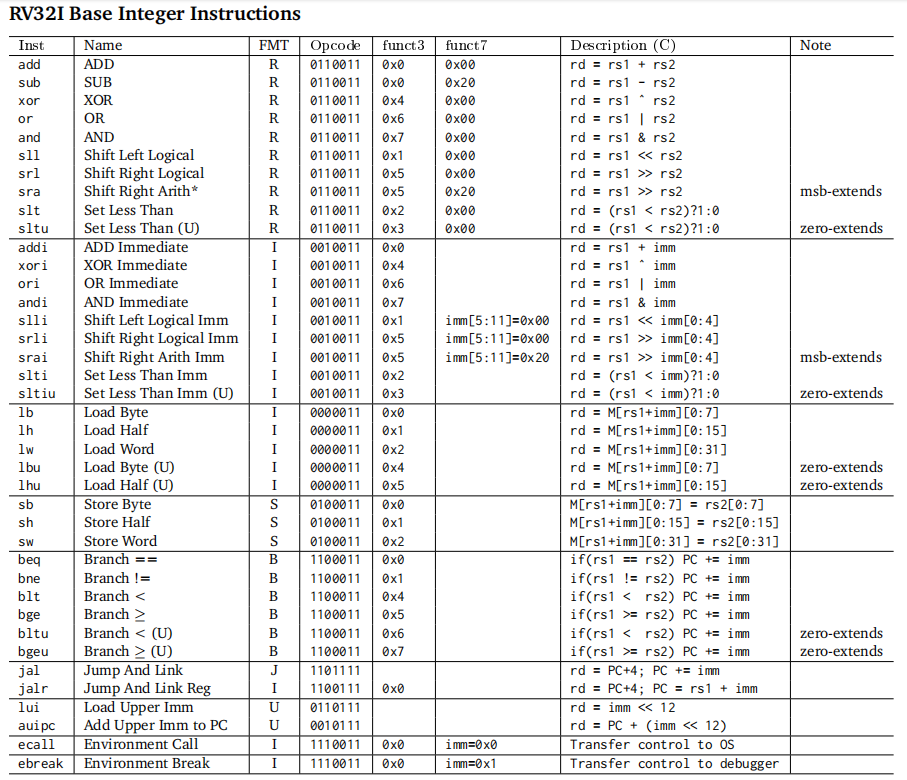 RV32I Base Integer Instructions
Inst Name FMT Opcode funct3 funct7 Description (C) Note
add ADD R 0110011 0x0 0x00 rd = rs1 + rs2
sub SUB R 0110011 0x0 0x20 rd = rs1 - rs2
xor XOR R 0110011 0x4 0x00 rd = rs1 ^ rs2
or OR R 0110011 0x6 0x00 rd = rs1 | rs2
and AND R 0110011 0x7 0x00 rd = rs1 & rs2
sll Shift Left Logical R 0110011 0x1 0x00 rd = rs1 << rs2
srl Shift Right Logical R 0110011 0x5 0x00 rd = rs1 >> rs2
sra Shift Right Arith* R 0110011 0x5 0x20 rd = rs1 >> rs2 msb-extends
slt Set Less Than R 0110011 0x2 0x00 rd = (rs1 < rs2)?1:0
sltu Set Less Than (U) R 0110011 0x3 0x00 rd = (rs1 < rs2)?1:0 zero-extends
addi ADD Immediate I 0010011 0x0 rd = rs1 + imm
xori XOR Immediate I 0010011 0x4 rd = rs1 ^ imm
ori OR Immediate I 0010011 0x6 rd = rs1 | imm
andi AND Immediate I 0010011 0x7 rd = rs1 & imm
slli Shift Left Logical Imm I 0010011 0x1 imm[5:11]=0x00 rd = rs1 << imm[0:4]
srli Shift Right Logical Imm I 0010011 0x5 imm[5:11]=0x00 rd = rs1 >> imm[0:4]
srai Shift Right Arith Imm I 0010011 0x5 imm[5:11]=0x20 rd = rs1 >> imm[0:4] msb-extends
slti Set Less Than Imm I 0010011 0x2 rd = (rs1 < imm)?1:0
sltiu Set Less Than Imm (U) I 0010011 0x3 rd = (rs1 < imm)?1:0 zero-extends
lb Load Byte I 0000011 0x0 rd = M[rs1+imm][0:7]
lh Load Half I 0000011 0x1 rd = M[rs1+imm][0:15]
lw Load Word I 0000011 0x2 rd = M[rs1+imm][0:31]
lbu Load Byte (U) I 0000011 0x4 rd = M[rs1+imm][0:7] zero-extends
lhu Load Half (U) I 0000011 0x5 rd = M[rs1+imm][0:15] zero-extends
sb Store Byte S 0100011 0x0 M[rs1+imm][0:7] = rs2[0:7]
sh Store Half S 0100011 0x1 M[rs1+imm][0:15] = rs2[0:15]
sw Store Word S 0100011 0x2 M[rs1+imm][0:31] = rs2[0:31]
beq Branch == B 1100011 0x0 if(rs1 == rs2) PC += imm
bne Branch != B 1100011 0x1 if(rs1 != rs2) PC += imm
blt Branch < B 1100011 0x4 if(rs1 < rs2) PC += imm
bge Branch ≥ B 1100011 0x5 if(rs1 >= rs2) PC += imm
bltu Branch < (U) B 1100011 0x6 if(rs1 < rs2) PC += imm zero-extends
bgeu Branch ≥ (U) B 1100011 0x7 if(rs1 >= rs2) PC += imm zero-extends
jal Jump And Link J 1101111 rd = PC+4; PC += imm
jalr Jump And Link Reg I 1100111 0x0 rd = PC+4; PC = rs1 + imm
lui Load Upper Imm U 0110111 rd = imm << 12
auipc Add Upper Imm to PC U 0010111 rd = PC + (imm << 12)
ecall Environment Call I 1110011 0x0 imm=0x0 Transfer control to OS
ebreak Environment Break I 1110011 0x0 imm=0x1 Transfer control to debugger